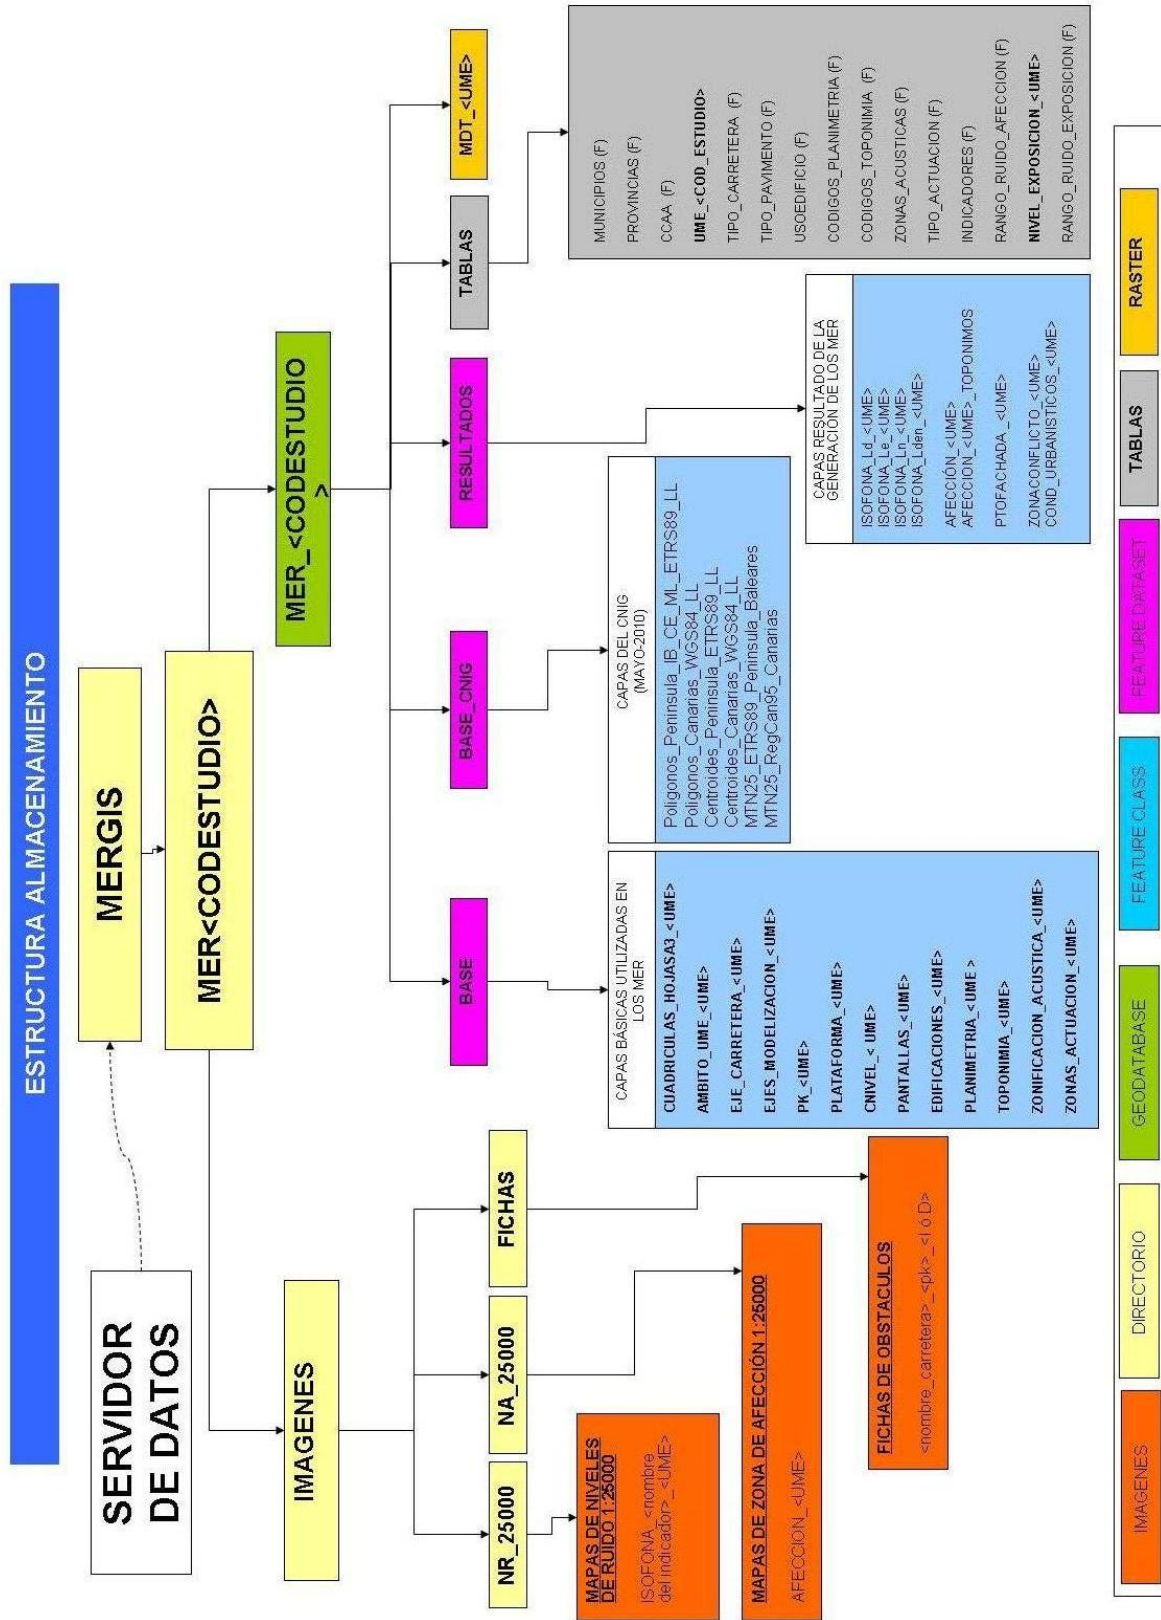 ESTRUCTURA ALMACENAMIENTO
SERVIDOR
DE DATOS
MERGIS
MER<CODESTUDIO>
IMAGENES
MER_<CODESTUDIO
>
NR_25000
NA_25000
FICHAS
BASE
BASE_CNIG
RESULTADOS
TABLAS
MDT_<UME>
MAPAS DE NIVELES
DE RUIDO 1:25000
ISOFONA_<nombre
del indicador>_<UME>
MAPAS DE ZONA DE AFECCIÓN 1:25000
AFECCION_<UME>
FICHAS DE OBSTACULOS
<nombre_carretera>_<pk>_<I ó D>
CAPAS BÁSICAS UTILIZADAS EN
LOS MER
CUADRICULAS_HOJASA3_<UME>
AMBITO_UME_<UME>
EJE_CARRETERA_<UME>
EJES_MODELIZACION_<UME>
PK_<UME>
PLATAFORMA_<UME>
CNIVEL_< UME>
PANTALLAS_<UME>
EDIFICACIONES_<UME>
PLANIMETRIA_<UME >
TOPONIMIA_<UME>
ZONIFICACION_ACUSTICA_<UME>
ZONAS_ACTUACION_<UME>
CAPAS DEL CNIG
(MAYO-2010)
Poligonos_Peninsula_IB_CE_ML_ETRS89_LL
Poligonos_Canarias_WGS84_LL
Centroides_Peninsula_ETRS89_LL
Centroides_Canarias_WGS84_LL
MTN25_ETRS89_Peninsula_Baleares
MTN25_RegCan95_Canarias
CAPAS RESULTADO DE LA
GENERACIÓN DE LOS MER
ISOFONA_Ld_<UME>
ISOFONA_Le_<UME>
ISOFONA_Ln_<UME>
ISOFONA_Lden_<UME>
AFECCIÓN_<UME>
AFECCION_<UME>_TOPONIMOS
PTOFACHADA_<UME>
ZONACONFLICTO_<UME>
COND_URBANISTICOS_<UME>
MUNICIPIOS (F)
PROVINCIAS (F)
CCAA (F)
UME_<COD_ESTUDIO>
TIPO_CARRETERA (F)
TIPO_PAVIMENTO (F)
USOEDIFICIO (F)
CODIGOS_PLANIMETRIA (F)
CODIGOS_TOPONIMIA (F)
ZONAS_ACUSTICAS (F)
TIPO_ACTUACION (F)
INDICADORES (F)
RANGO_RUIDO_AFECCION (F)
NIVEL_EXPOSICION_<UME>
RANGO_RUIDO_EXPOSICION (F)
IMAGENES
DIRECTORIO
GEODATABASE
FEATURE CLASS
FEATURE DATASET
TABLAS
RASTER